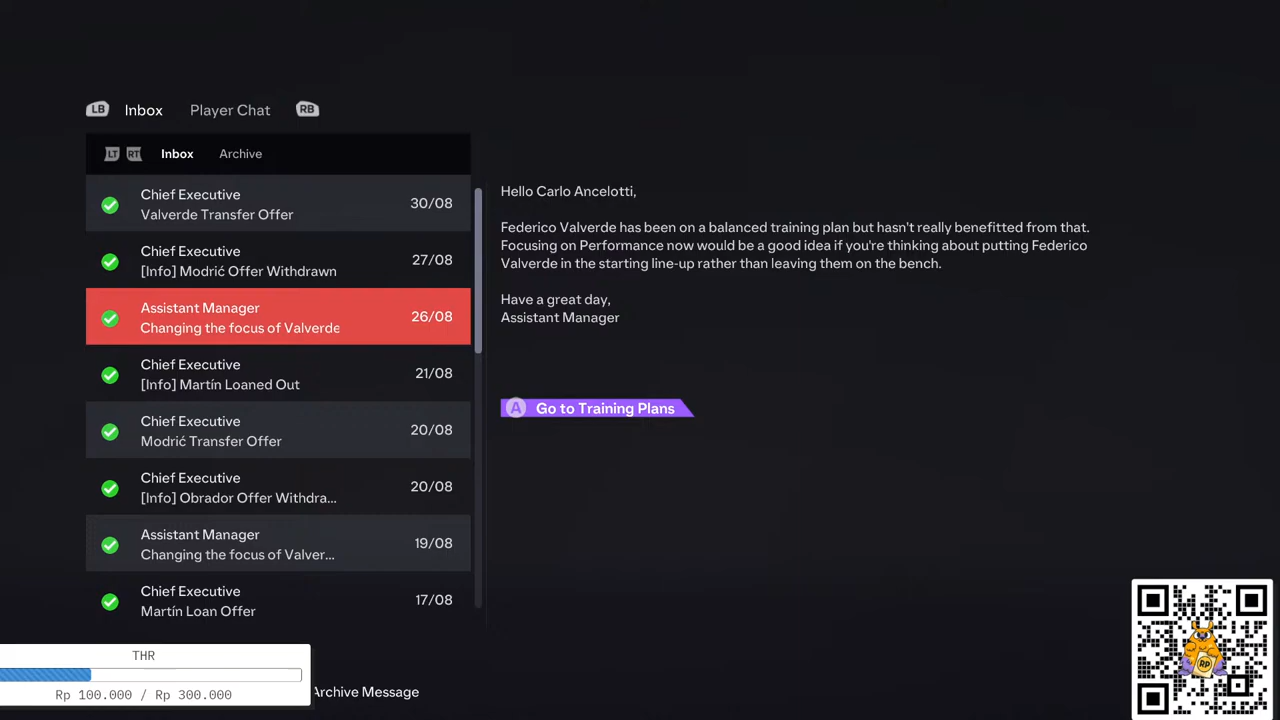 LB Inbox Player Chat RB
LT RT Inbox Archive
Chief Executive
Valverde Transfer Offer
30/08
Chief Executive
[Info] Modrić Offer Withdrawn
27/08
Assistant Manager
Changing the focus of Valverde
26/08
Chief Executive
[Info] Martín Loaned Out
21/08
Chief Executive
Modrić Transfer Offer
20/08
Chief Executive
[Info] Obrador Offer Withdra...
20/08
Assistant Manager
Changing the focus of Valver...
19/08
Chief Executive
Martín Loan Offer
17/08
Hello Carlo Ancelotti,
Federico Valverde has been on a balanced training plan but hasn't really benefitted from that.
Focusing on Performance now would be a good idea if you're thinking about putting Federico
Valverde in the starting line-up rather than leaving them on the bench.
Have a great day,
Assistant Manager
A Go to Training Plans
THR
Rp 100.000 / Rp 300.000
Archive Message
RP